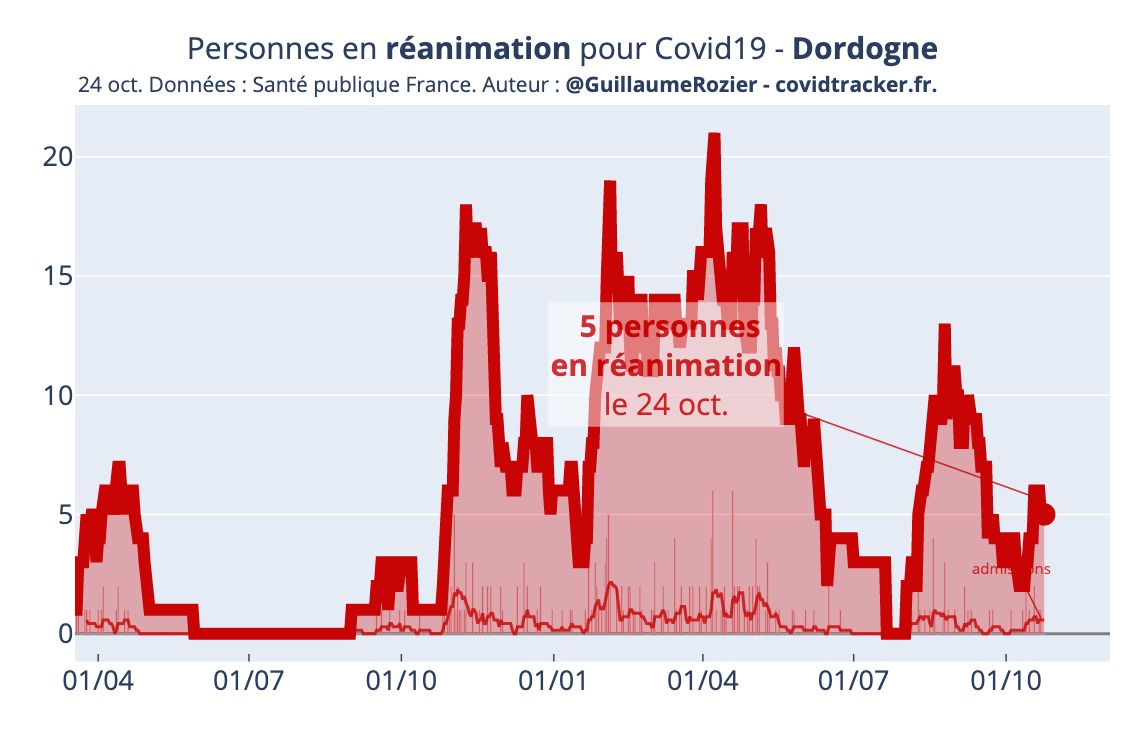 Personnes en réanimation pour Covid19 - Dordogne
24 oct. Données : Santé publique France. Auteur : @GuillaumeRozier - covidtracker.fr.
20
15
10
5
0
5 personnes
en réanimation
le 24 oct.
admissions
01/04 01/07 01/10 01/01 01/04 01/07 01/10